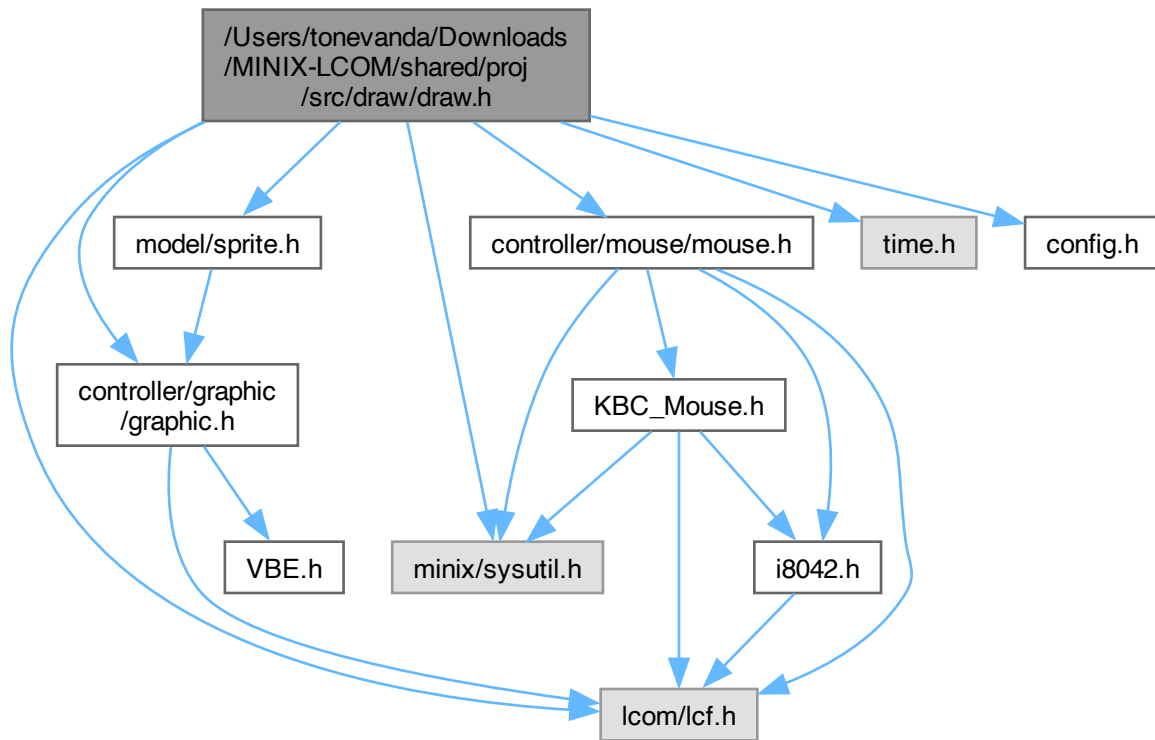 /Users/tonevanda/Downloads
/MINIX-LCOM/shared/proj
/src/draw/draw.h
model/sprite.h
controller/mouse/mouse.h
time.h
config.h
controller/graphic
/graphic.h
KBC_Mouse.h
VBE.h
minix/sysutil.h
i8042.h
lcom/lcf.h